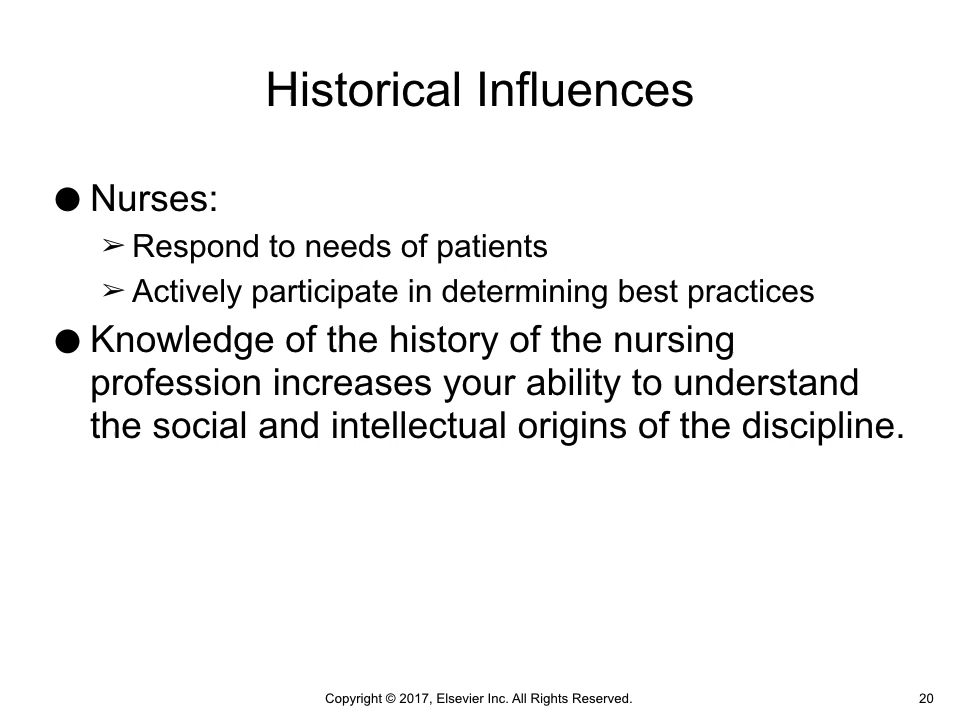 Historical Influences
● Nurses:
➢ Respond to needs of patients
➢ Actively participate in determining best practices
● Knowledge of the history of the nursing
profession increases your ability to understand
the social and intellectual origins of the discipline.
Copyright © 2017, Elsevier Inc. All Rights Reserved.
20